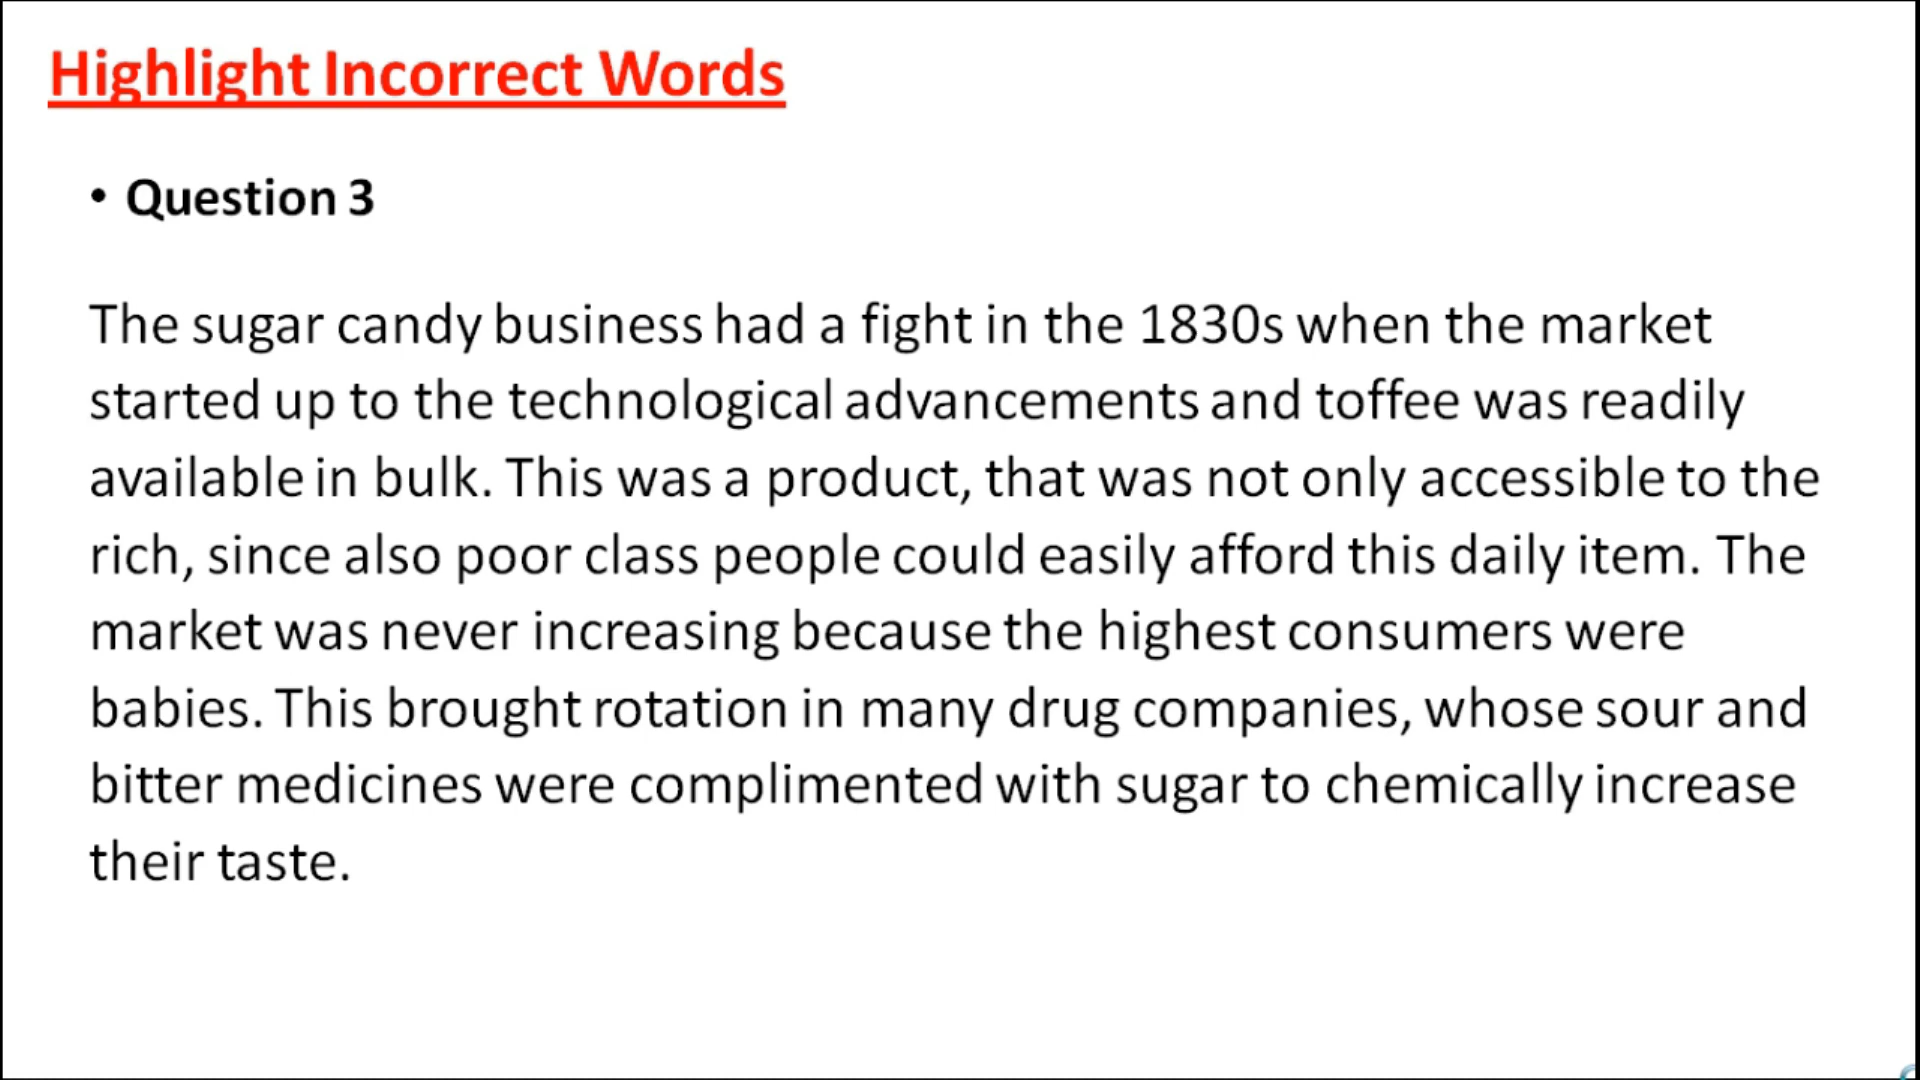 Highlight Incorrect Words
• Question 3
The sugar candy business had a fight in the 1830s when the market
started up to the technological advancements and toffee was readily
available in bulk. This was a product, that was not only accessible to the
rich, since also poor class people could easily afford this daily item. The
market was never increasing because the highest consumers were
babies. This brought rotation in many drug companies, whose sour and
bitter medicines were complimented with sugar to chemically increase
their taste.